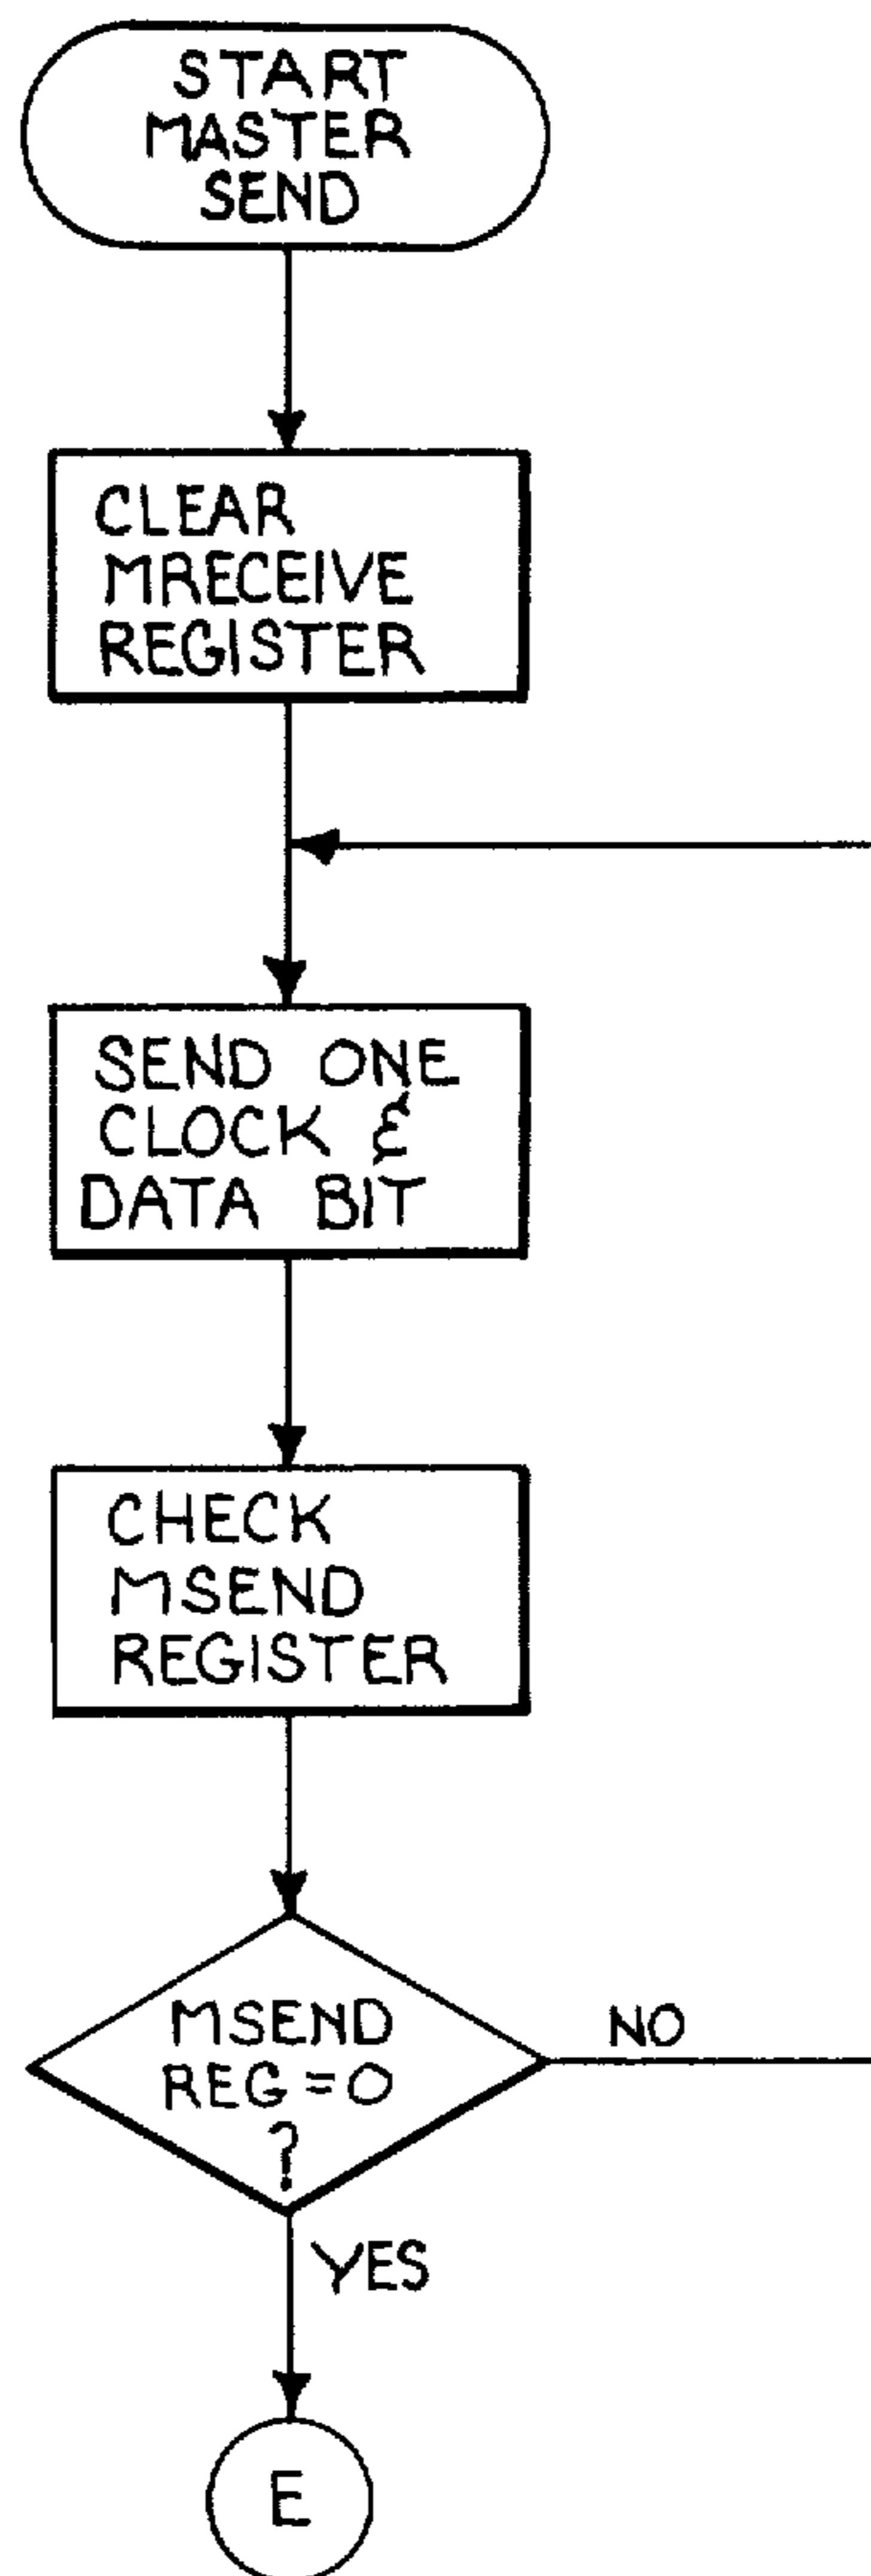 START
MASTER
SEND
CLEAR
MRECEIVE
REGISTER
SEND ONE
CLOCK &
DATA BIT
CHECK
MSEND
REGISTER
MSEND
REG = 0
?
NO
YES
E